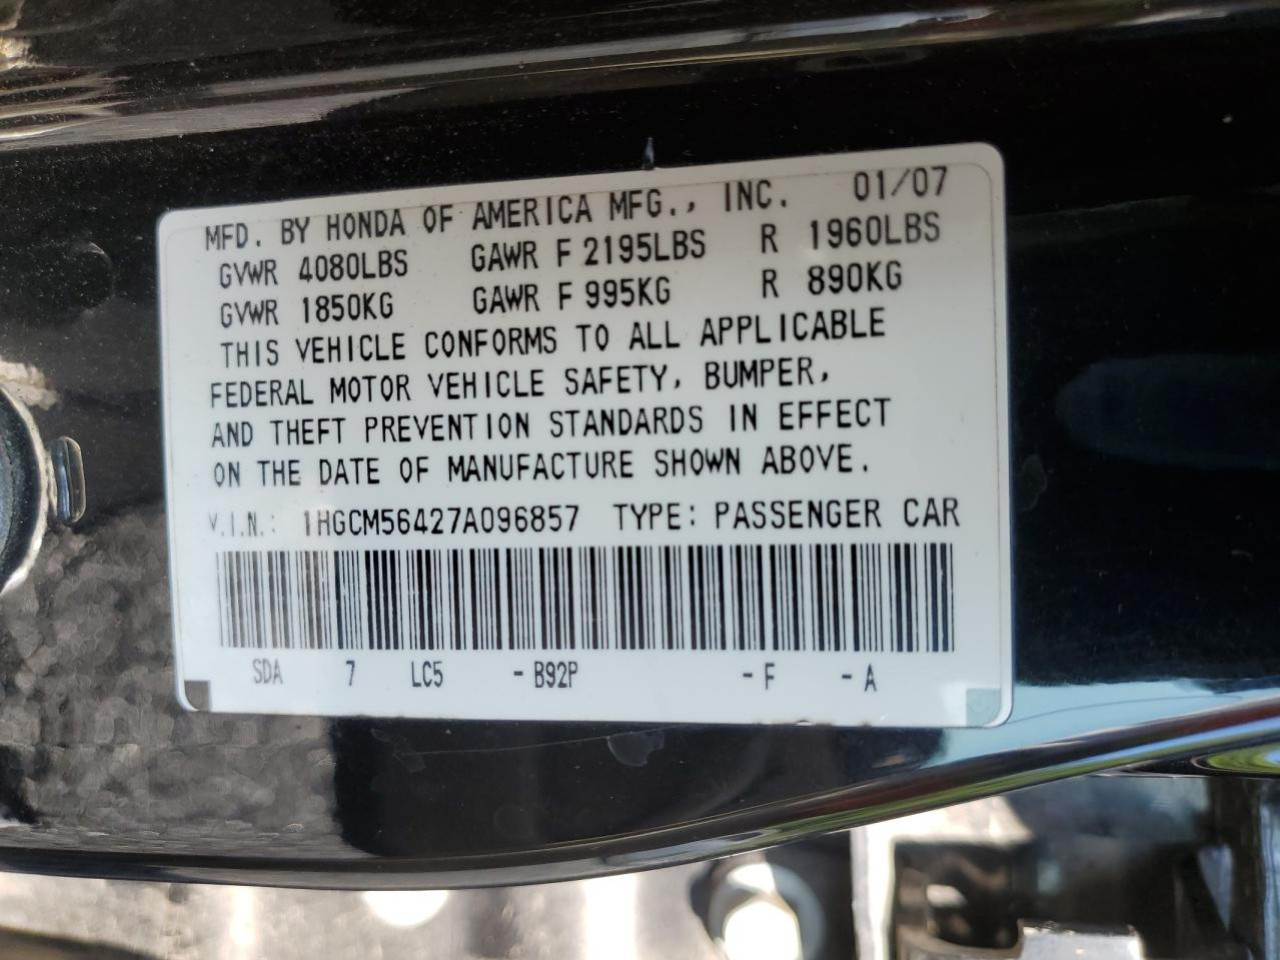 MFD. BY HONDA OF AMERICA MFG., INC. 01/07
GVWR 4080LBS GAWR F 2195LBS R 1960LBS
GVWR 1850KG GAWR F 995KG R 890KG
THIS VEHICLE CONFORMS TO ALL APPLICABLE
FEDERAL MOTOR VEHICLE SAFETY, BUMPER,
AND THEFT PREVENTION STANDARDS IN EFFECT
ON THE DATE OF MANUFACTURE SHOWN ABOVE.
V.I.N.: 1HGCM56427A096857 TYPE: PASSENGER CAR
SDA 7 LC5 - B92P - F - A